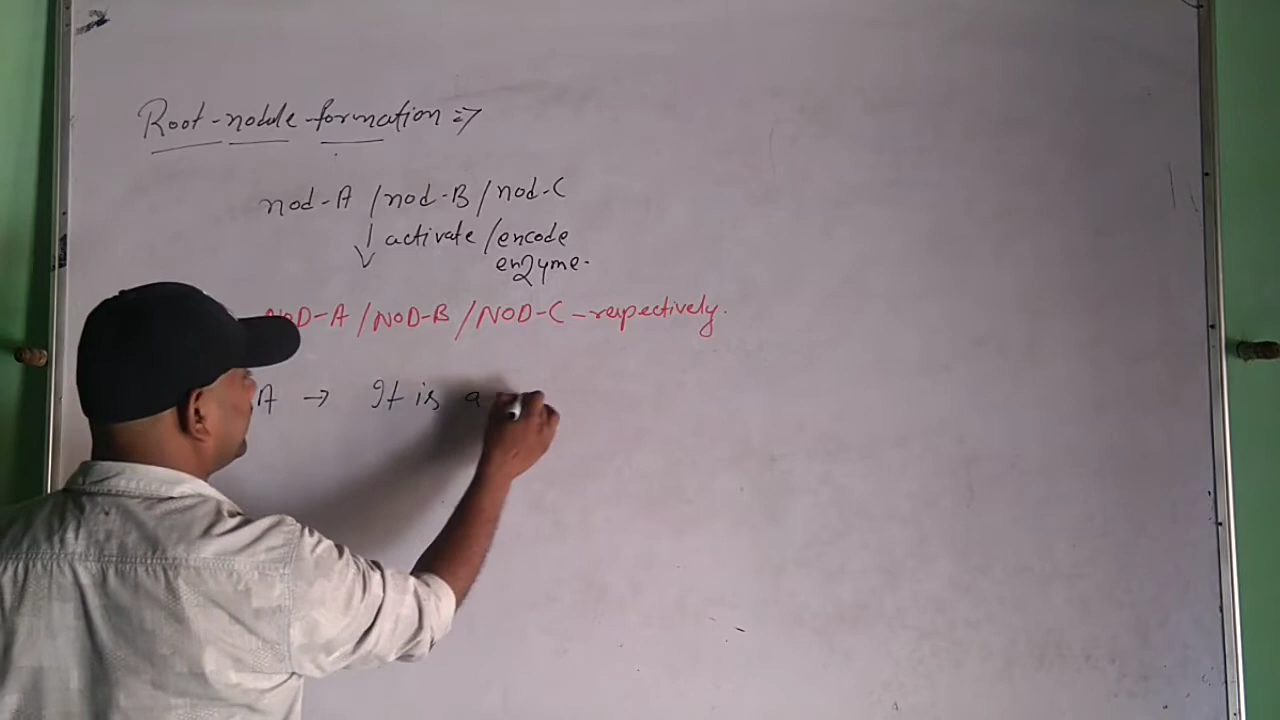 Root-nodule formation =>
nod-A / nod-B / nod-C
activate / encode
enzyme.
NOD-A / NOD-B / NOD-C - respectively.
A → It is a